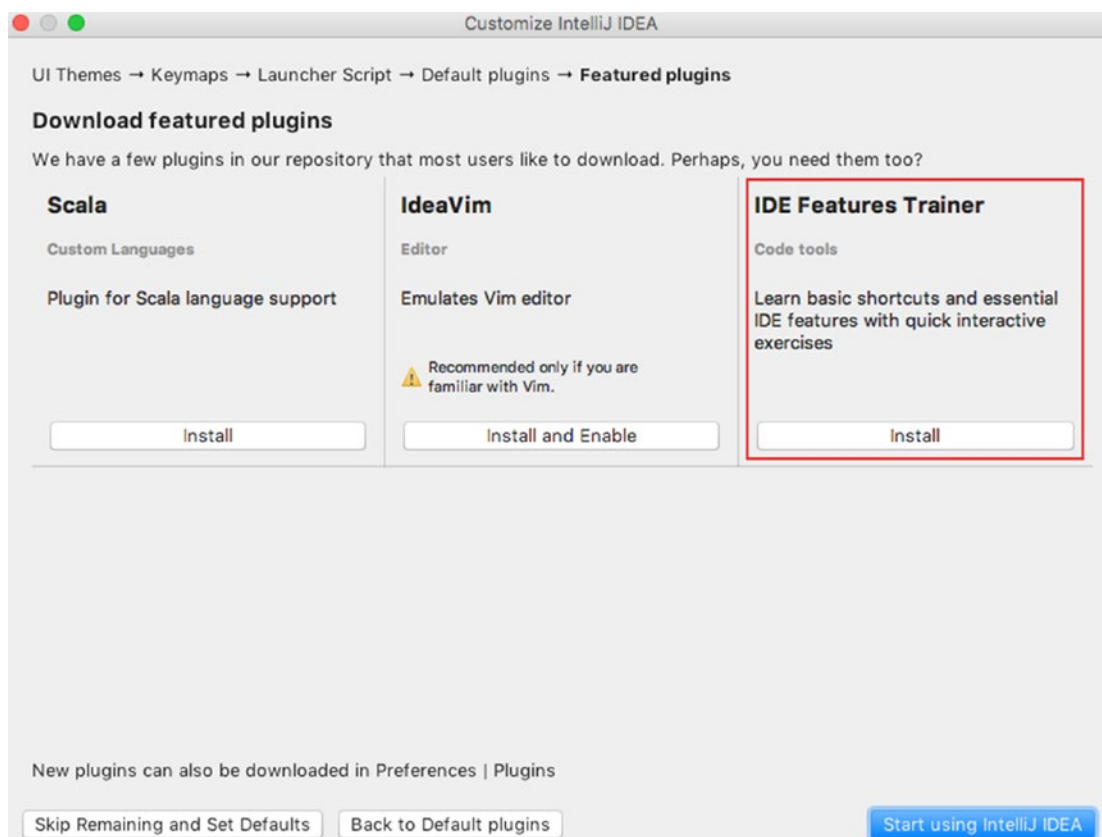 Customize IntelliJ IDEA
UI Themes → Keymaps → Launcher Script → Default plugins → Featured plugins
Download featured plugins
We have a few plugins in our repository that most users like to download. Perhaps, you need them too?
Scala
Custom Languages
Plugin for Scala language support
Install
IdeaVim
Editor
Emulates Vim editor
Recommended only if you are
familiar with Vim.
Install and Enable
IDE Features Trainer
Code tools
Learn basic shortcuts and essential
IDE features with quick interactive
exercises
Install
New plugins can also be downloaded in Preferences | Plugins
Skip Remaining and Set Defaults
Back to Default plugins
Start using IntelliJ IDEA